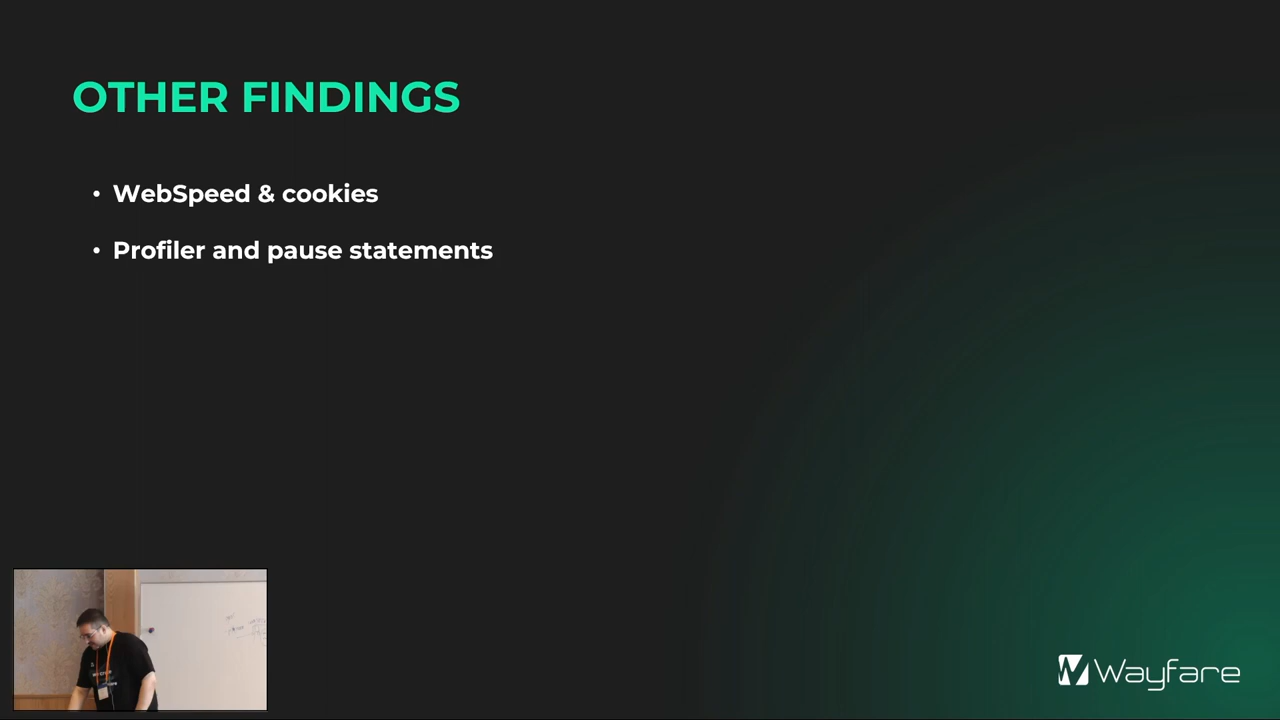 OTHER FINDINGS
• WebSpeed & cookies
• Profiler and pause statements
Wayfare